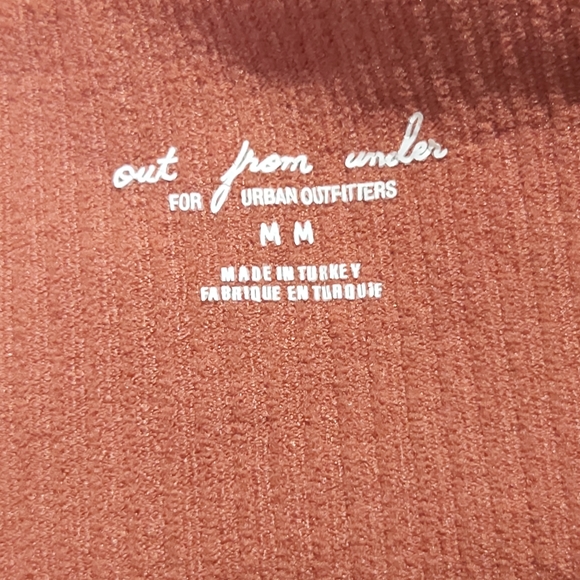 out from under
FOR URBAN OUTFITTERS
M M
MADE IN TURKEY
FABRIQUE EN TURQUIE